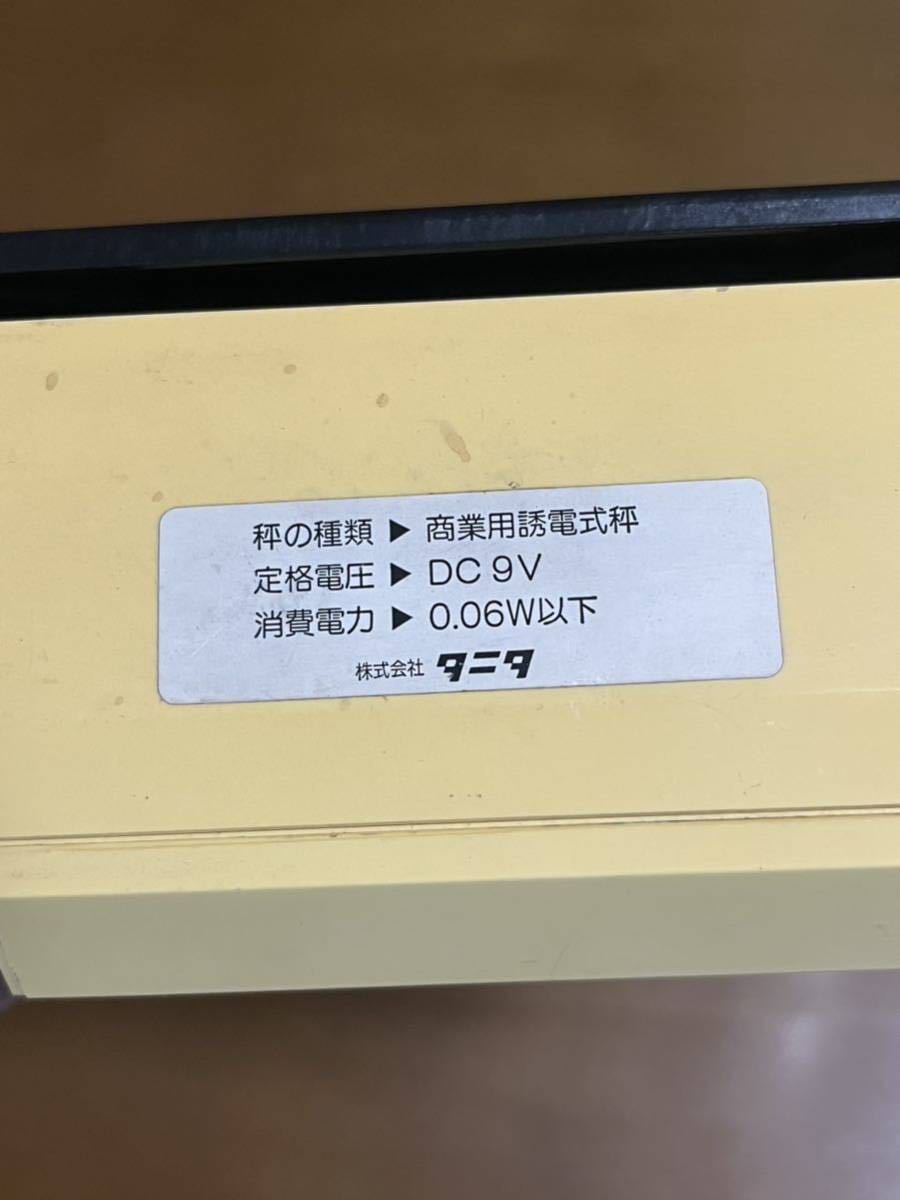 秤の種類 ▶ 商業用誘電式秤
定格電圧 ▶ DC 9V
消費電力 ▶ 0.06W以下
株式会社 タニタ